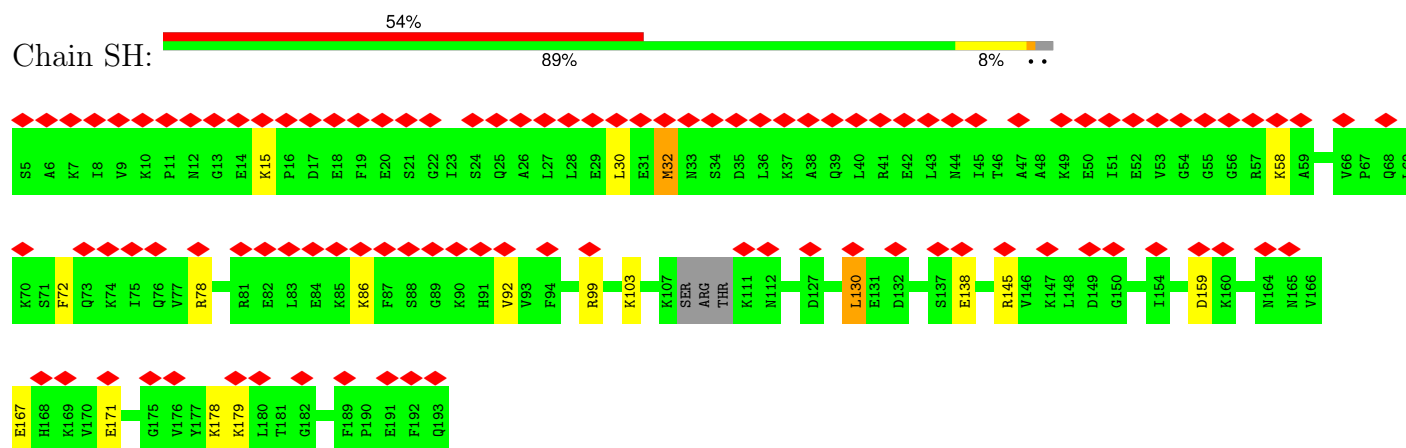 54%
Chain SH:
89% 8% • •
S5 A6 K7 I8 V9 K10 P11 N12 G13 E14 K15 P16 D17 E18 F19 E20 S21 G22 I23 S24 Q25 A26 L27 L28 E29 L30 E31 M32 N33 S34 D35 L36 K37 A38 Q39 L40 R41 E42 L43 N44 I45 T46 A47 A48 K49 E50 I51 E52 V53 G54 G55 G56 R57 K58 A59 V66 P67 Q68 L69
K70 S71 F72 Q73 K74 I75 Q76 V77 R78 R81 E82 L83 E84 K85 K86 F87 S88 G89 K90 H91 V92 V93 F94 R99 K103 K107 SER ARG THR K111 N112 D127 L130 E131 D132 S137 E138 R145 V146 K147 L148 D149 G150 I154 D159 K160 N164 N165 V166
E167 H168 K169 V170 E171 G175 V176 Y177 K178 K179 L180 T181 G182 F189 P190 E191 F192 Q193